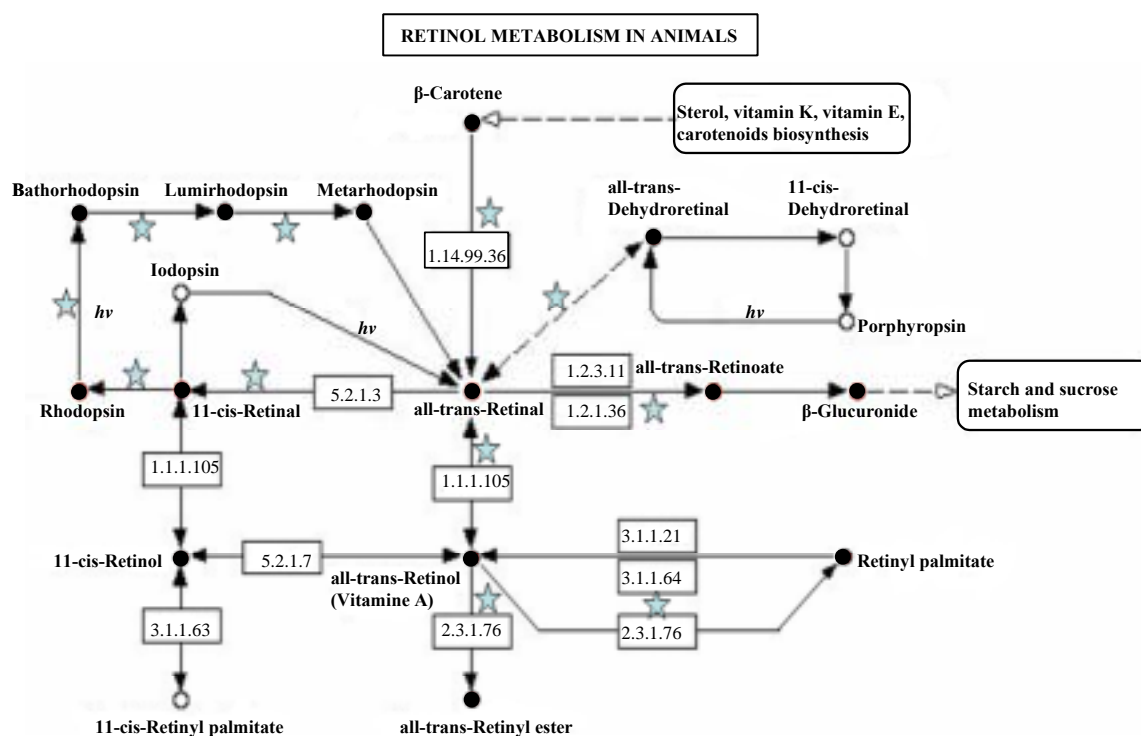 RETINOL METABOLISM IN ANIMALS
β-Carotene
Sterol, vitamin K, vitamin E,
carotenoids biosynthesis
Bathorhodopsin
Lumirhodopsin
Metarhodopsin
all-trans-
Dehydroretinal
11-cis-
Dehydroretinal
1.14.99.36
Iodopsin
hv
hv
hv
Porphyropsin
Rhodopsin
11-cis-Retinal
5.2.1.3
all-trans-Retinal
1.2.3.11
1.2.1.36
all-trans-Retinoate
β-Glucuronide
Starch and sucrose
metabolism
1.1.1.105
1.1.1.105
11-cis-Retinol
5.2.1.7
all-trans-Retinol
(Vitamine A)
3.1.1.21
3.1.1.64
Retinyl palmitate
3.1.1.63
2.3.1.76
2.3.1.76
11-cis-Retinyl palmitate
all-trans-Retinyl ester